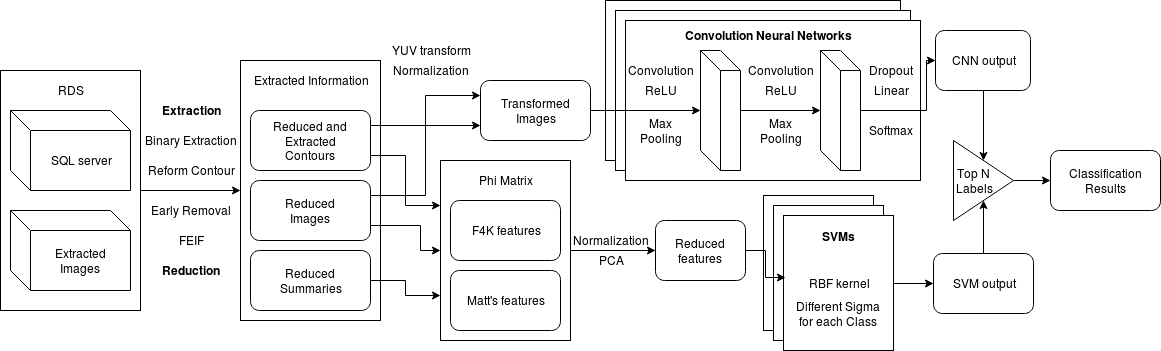 RDS
SQL server
Extracted
Images
Extraction
Binary Extraction
Reform Contour
Early Removal
FEIF
Reduction
Extracted Information
Reduced and
Extracted
Contours
Reduced
Images
Reduced
Summaries
YUV transform
Normalization
Transformed
Images
Phi Matrix
F4K features
Matt's features
Normalization
PCA
Reduced
features
Convolution Neural Networks
Convolution
ReLU
Max
Pooling
Convolution
ReLU
Max
Pooling
Dropout
Linear
Softmax
SVMs
RBF kernel
Different Sigma
for each Class
CNN output
Top N
Labels
SVM output
Classification
Results